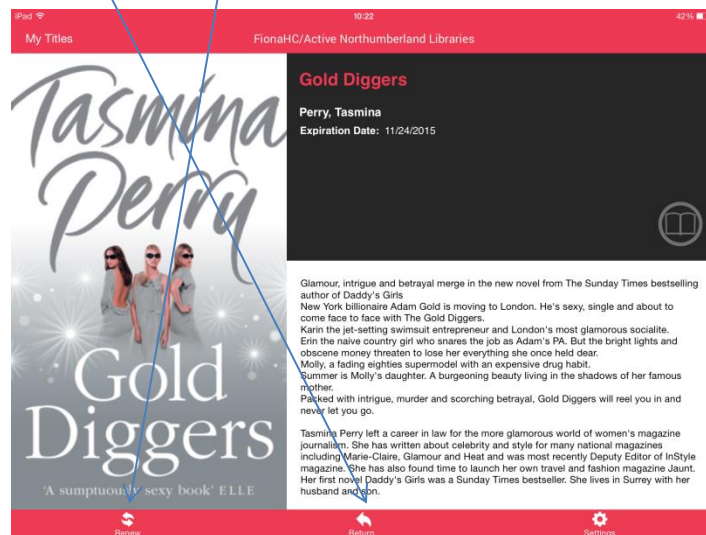 iPad 10:22 42%
My Titles FionaHC/Active Northumberland Libraries
Tasmina
Perry
Gold
Diggers
'A sumptuously sexy book' ELLE
Gold Diggers
Perry, Tasmina
Expiration Date: 11/24/2015
Glamour, intrigue and betrayal merge in the new novel from The Sunday Times bestselling
author of Daddy's Girls
New York billionaire Adam Gold is moving to London. He's sexy, single and about to
come face to face with The Gold Diggers.
Karin the jet-setting swimsuit entrepreneur and London's most glamorous socialite.
Erin the naive country girl who snares the job as Adam's PA. But the bright lights and
obscene money threaten to lose her everything she once held dear.
Molly, a fading eighties supermodel with an expensive drug habit.
Summer is Molly's daughter. A burgeoning beauty living in the shadows of her famous
mother.
Packed with intrigue, murder and scorching betrayal, Gold Diggers will reel you in and
never let you go.
Tasmina Perry left a career in law for the more glamorous world of women's magazine
journalism. She has written about celebrity and style for many national magazines
including Marie-Claire, Glamour and Heat and was most recently Deputy Editor of InStyle
magazine. She has also found time to launch her own travel and fashion magazine Jaunt.
Her first novel Daddy's Girls was a Sunday Times bestseller. She lives in Surrey with her
husband and son.
Renew Return Settings